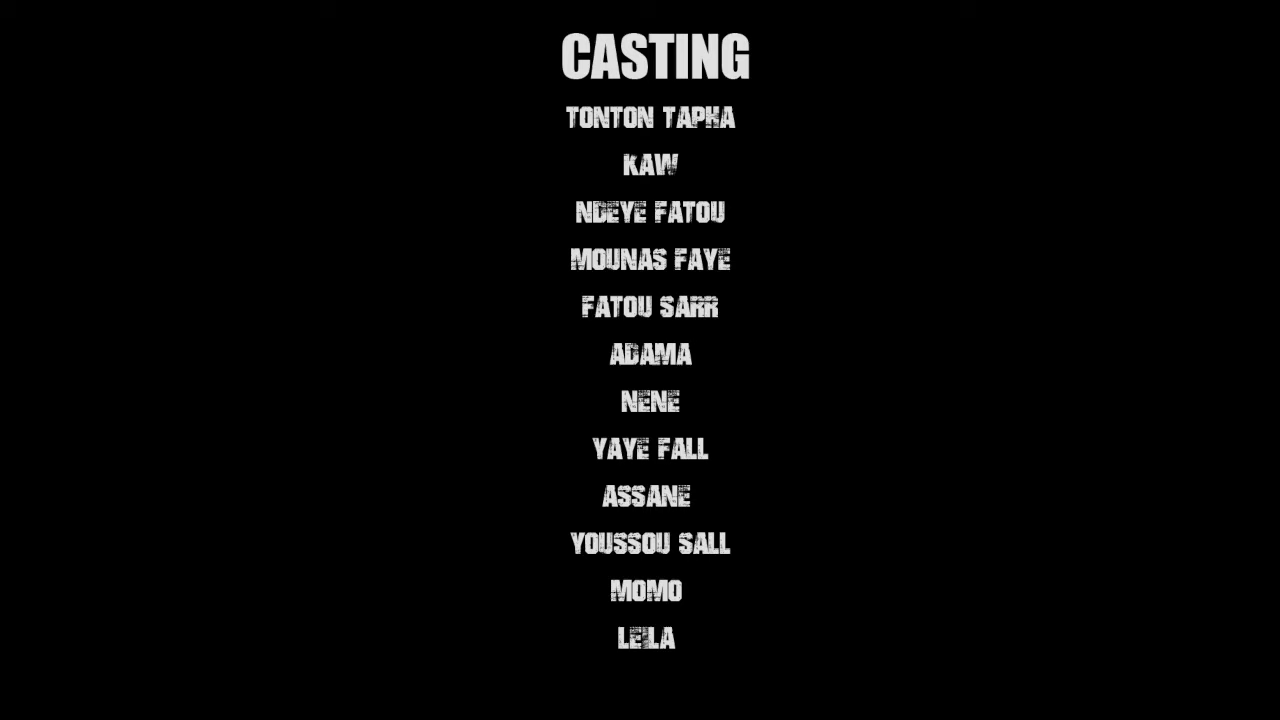 CASTING
TONTON TAPHA
KAW
NDEYE FATOU
MOUNAS FAYE
FATOU SARR
ADAMA
NENE
YAYE FALL
ASSANE
YOUSSOU SALL
MOMO
LEILA